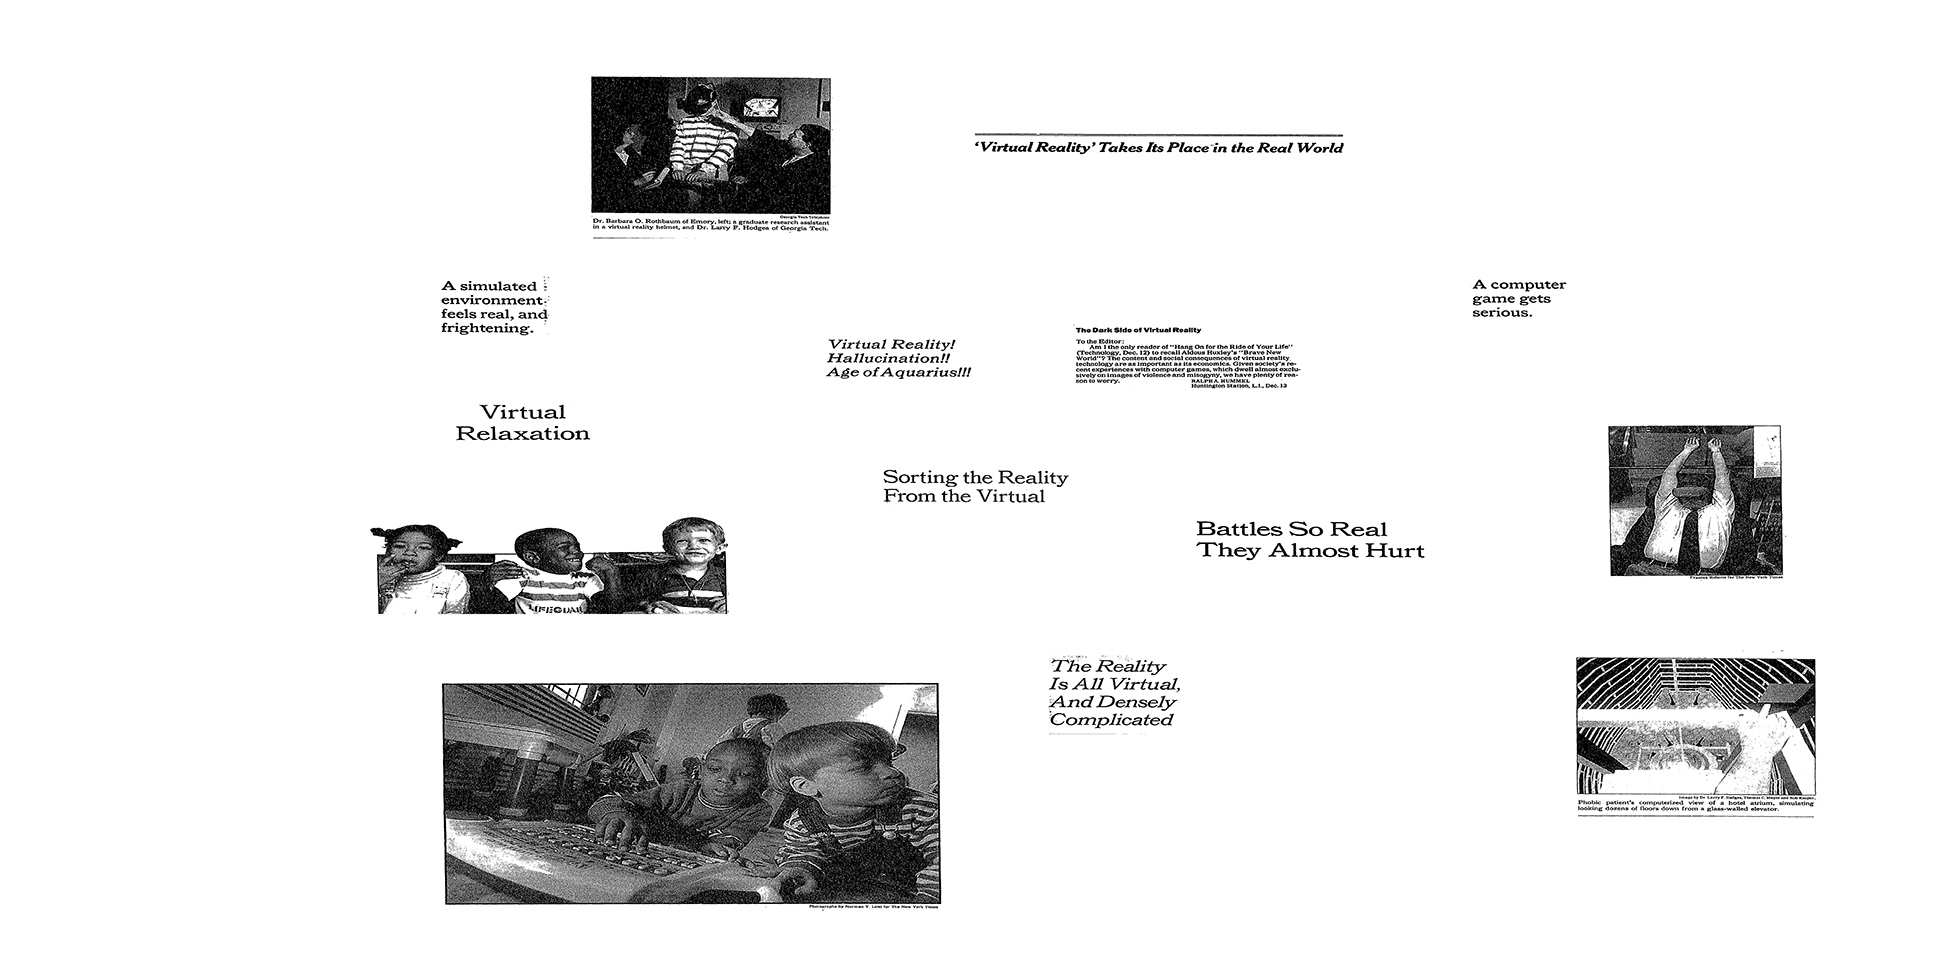 Georgia Tech Telephoto
Dr. Barbara O. Rothbaum of Emory, left; a graduate research assistant
in a virtual reality helmet, and Dr. Larry F. Hodges of Georgia Tech.
‘Virtual Reality’ Takes Its Place in the Real World
A simulated
environment
feels real, and
frightening.
A computer
game gets
serious.
Virtual Reality!
Hallucination!!
Age of Aquarius!!!
The Dark Side of Virtual Reality
To the Editor:
Am I the only reader of “Hang On for the Ride of Your Life”
(Technology, Dec. 12) to recall Aldous Huxley’s “Brave New
World”? The content and social consequences of virtual reality
technology are as important as its economics. Given society’s re-
cent experiences with computer games, which dwell almost exclu-
sively on images of violence and misogyny, we have plenty of rea-
son to worry.
RALPH A. HUMMEL
Huntington Station, L.I., Dec. 13
Virtual
Relaxation
Sorting the Reality
From the Virtual
Battles So Real
They Almost Hurt
Frances Roberts for The New York Times
LIFEGUAR
The Reality
Is All Virtual,
And Densely
Complicated
Image by Dr. Larry F. Hodges, Thomas C. Meyer and Rob Kooper
Phobic patient’s computerized view of a hotel atrium, simulating
looking dozens of floors down from a glass-walled elevator.
Photographs by Norman Y. Lono for The New York Times